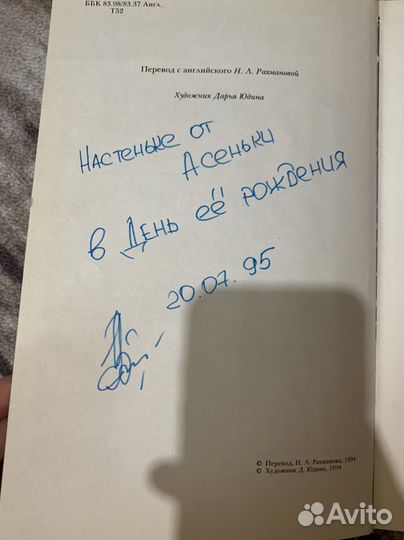 ББК 83.98/83.37 Англ.
Т52
Перевод с английского Н. Л. Рахмановой
Художник Дарья Юдина
Настеньке от
Асеньки
в День её рождения
20.07.95
© Перевод, Н. Л. Рахманова, 1994
© Художник Д. Юдина, 1994
Avito